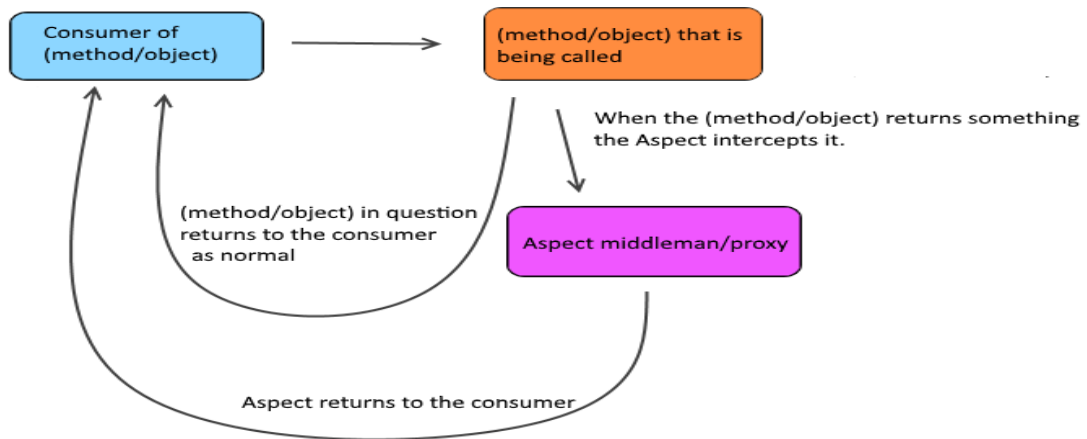 Consumer of
(method/object)
(method/object) that is
being called
When the (method/object) returns something
the Aspect intercepts it.
(method/object) in question
returns to the consumer
as normal
Aspect middleman/proxy
Aspect returns to the consumer